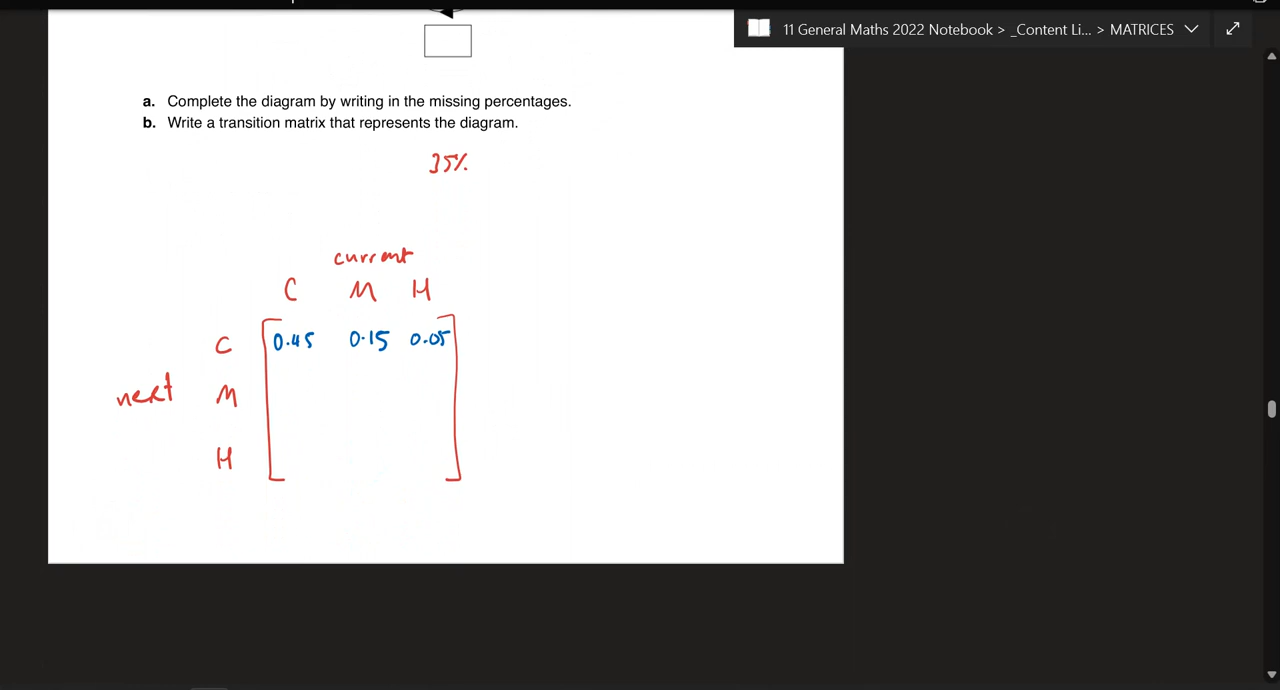 11 General Maths 2022 Notebook > _Content Li... > MATRICES
a. Complete the diagram by writing in the missing percentages.
b. Write a transition matrix that represents the diagram.
35%
current
C M H
C 0.45 0.15 0.05
next M
H